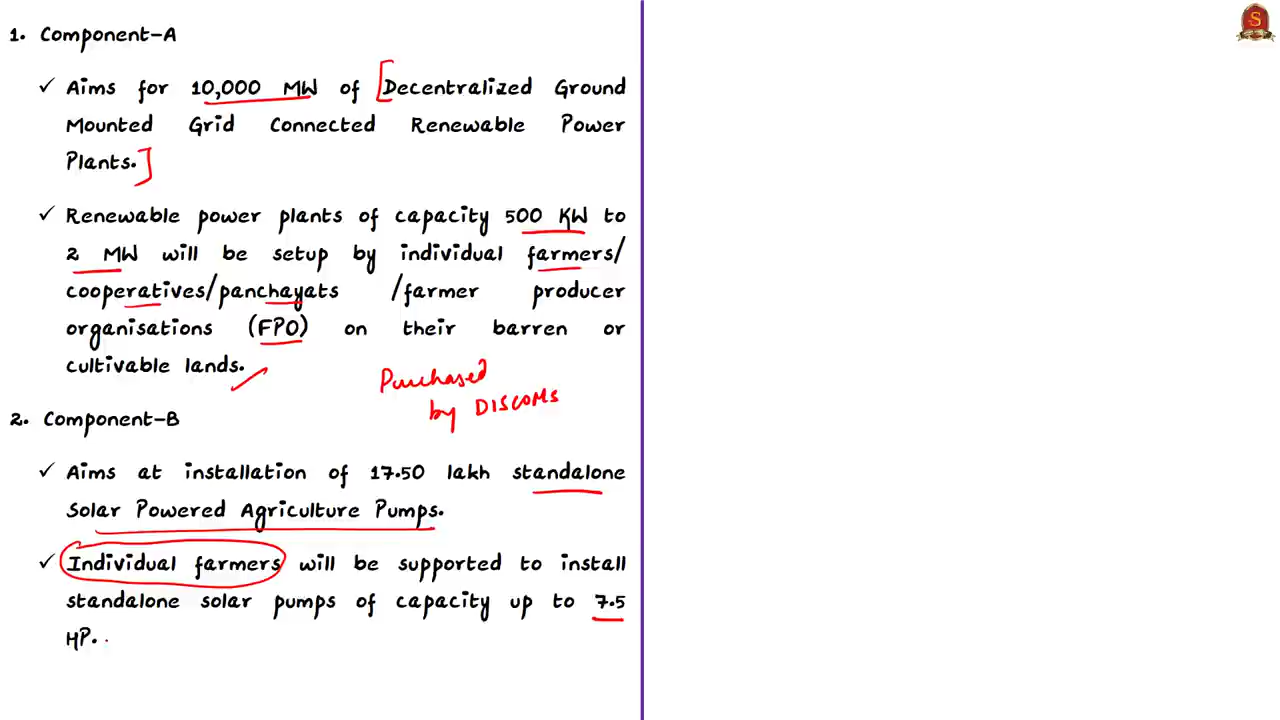 1. Component-A
✓ Aims for 10,000 MW of [Decentralized Ground
Mounted Grid Connected Renewable Power
Plants.]
✓ Renewable power plants of capacity 500 KW to
2 MW will be setup by individual farmers/
cooperatives/panchayats /farmer producer
organisations (FPO) on their barren or
cultivable lands.
Purchased
by DISCOMs
2. Component-B
✓ Aims at installation of 17.50 lakh standalone
Solar Powered Agriculture Pumps.
✓ Individual farmers will be supported to install
standalone solar pumps of capacity up to 7.5
HP.
S